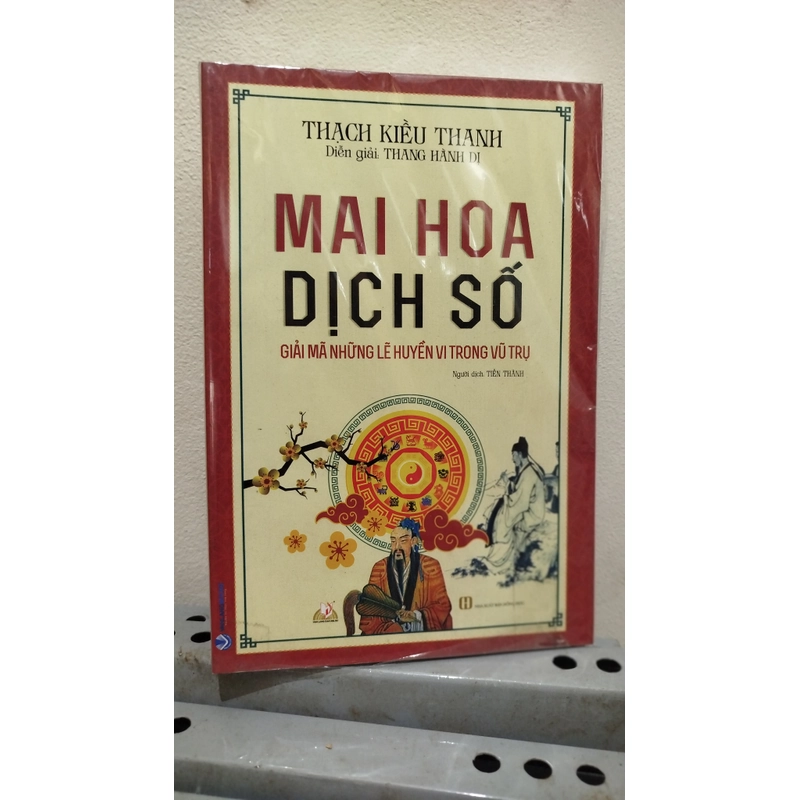 THẠCH KIỀU THANH
Diễn giải: THANG HÀNH DỊ
MAI HOA
DỊCH SỐ
GIẢI MÃ NHỮNG LẼ HUYỀN VI TRONG VŨ TRỤ
Người dịch: TIẾN THÀNH